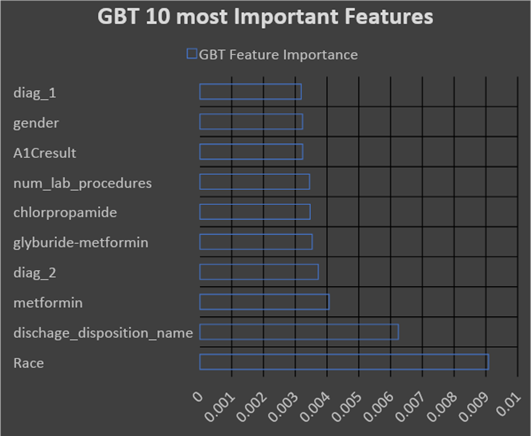 GBT 10 most Important Features
GBT Feature Importance
diag_1
gender
A1Cresult
num_lab_procedures
chlorpropamide
glyburide-metformin
diag_2
metformin
dischage_disposition_name
Race
0
0.001
0.002
0.003
0.004
0.005
0.006
0.007
0.008
0.009
0.01